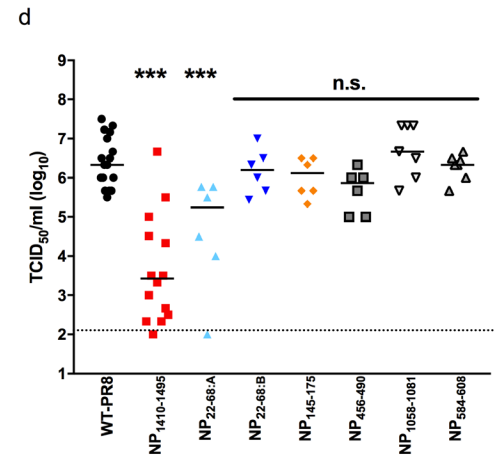 d
*** ***
n.s.
TCID50/ml (log10)
9
8
7
6
5
4
3
2
1
WT-PR8
NP1410-1495
NP22-68:A
NP22-68:B
NP145-175
NP456-490
NP1058-1081
NP584-608